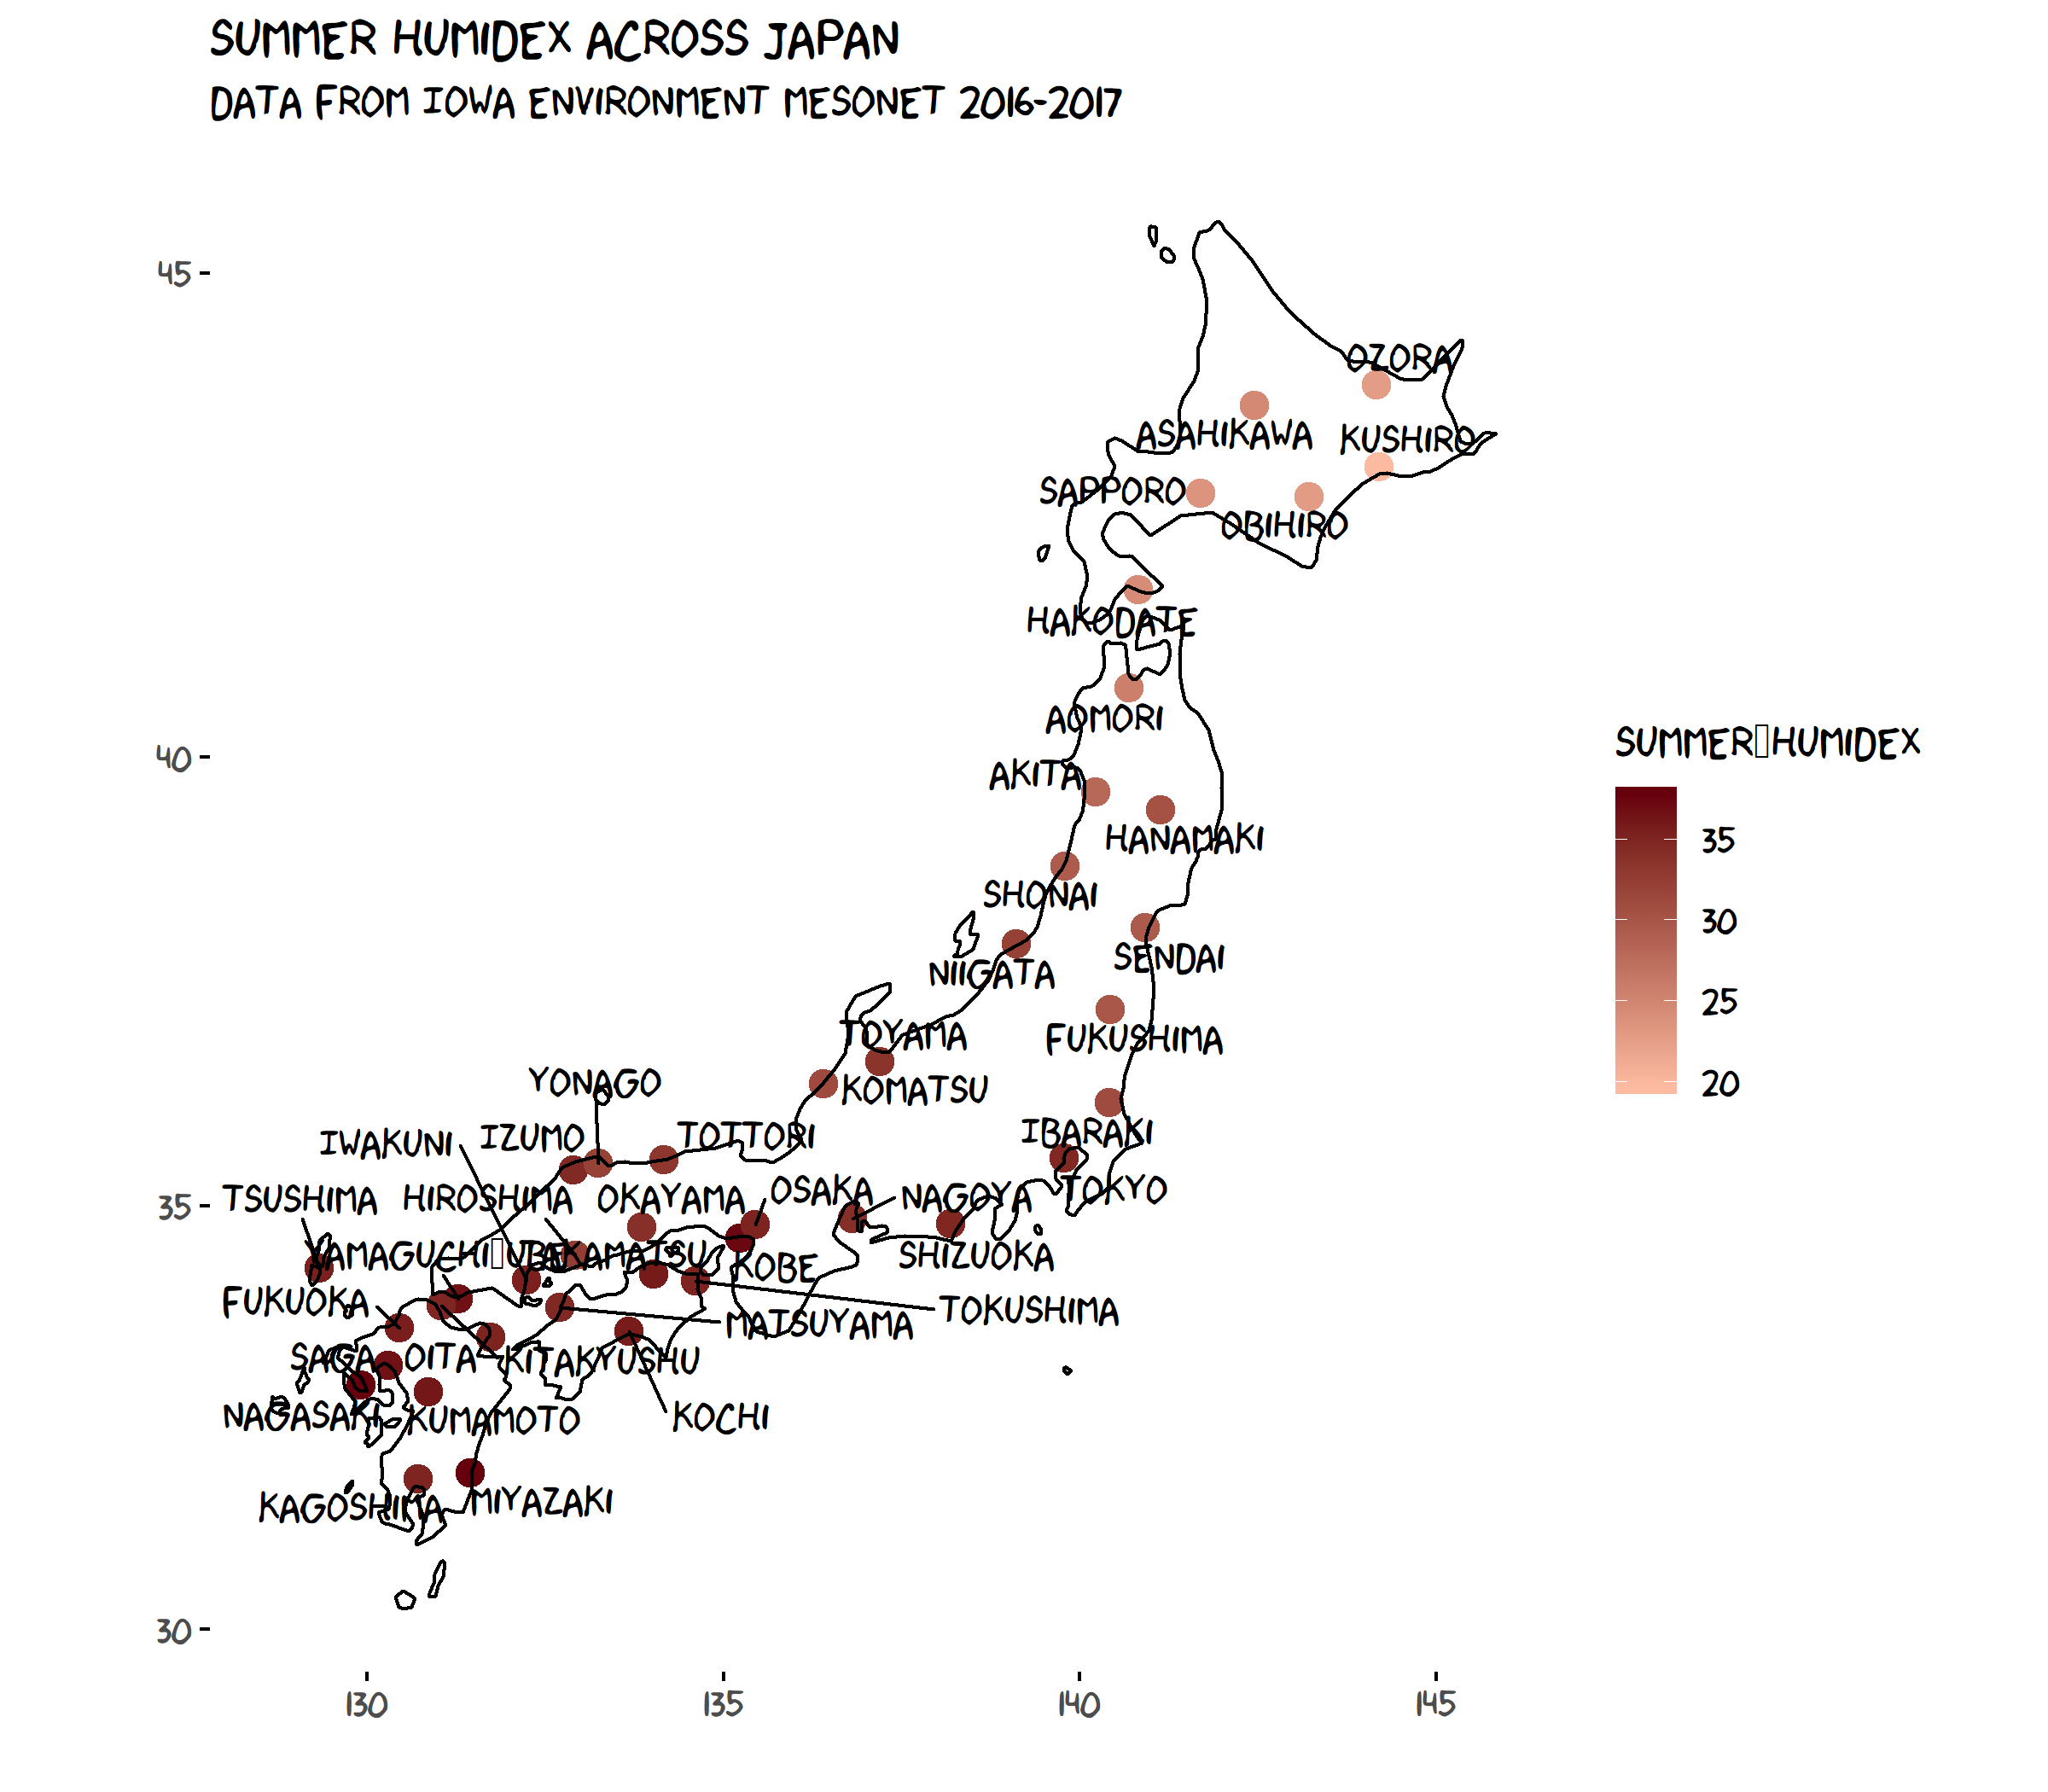 SUMMER HUMIDEX ACROSS JAPAN
DATA FROM IOWA ENVIRONMENT MESONET 2016-2017
45
OZORA
ASAHIKAWA
KUSHIRO
SAPPORO
OBIHIRO
HAKODATE
AOMORI
40
AKITA
HANAMAKI
SHONAI
SENDAI
NIIGATA
FUKUSHIMA
TOYAMA
KOMATSU
YONAGO
IBARAKI
IWAKUNI
IZUMO
TOTTORI
35
TSUSHIMA
HIROSHIMA
OKAYAMA
OSAKA
NAGOYA
TOKYO
YAMAGUCHI▯UBE
TAKAMATSU
KOBE
SHIZUOKA
FUKUOKA
TOKUSHIMA
MATSUYAMA
SAGA
OITA
KITAKYUSHU
NAGASAKI
KUMAMOTO
KOCHI
KAGOSHIMA
MIYAZAKI
30
130
135
140
145
SUMMER▯HUMIDEX
35
30
25
20